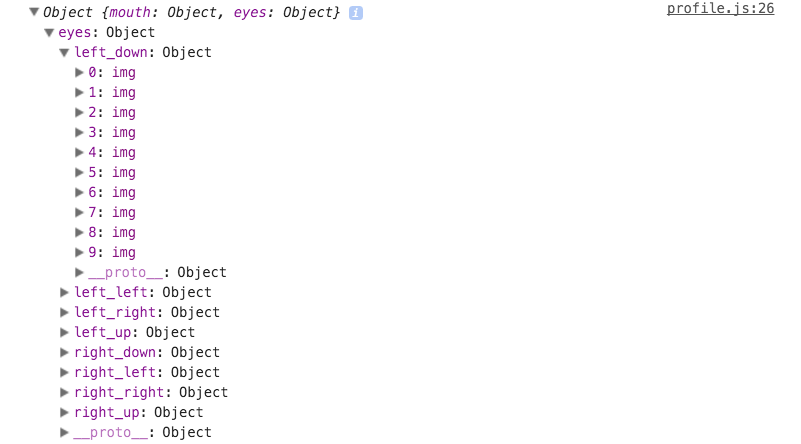 Object {mouth: Object, eyes: Object} i profile.js:26
eyes: Object
left_down: Object
0: img
1: img
2: img
3: img
4: img
5: img
6: img
7: img
8: img
9: img
__proto__: Object
left_left: Object
left_right: Object
left_up: Object
right_down: Object
right_left: Object
right_right: Object
right_up: Object
__proto__: Object